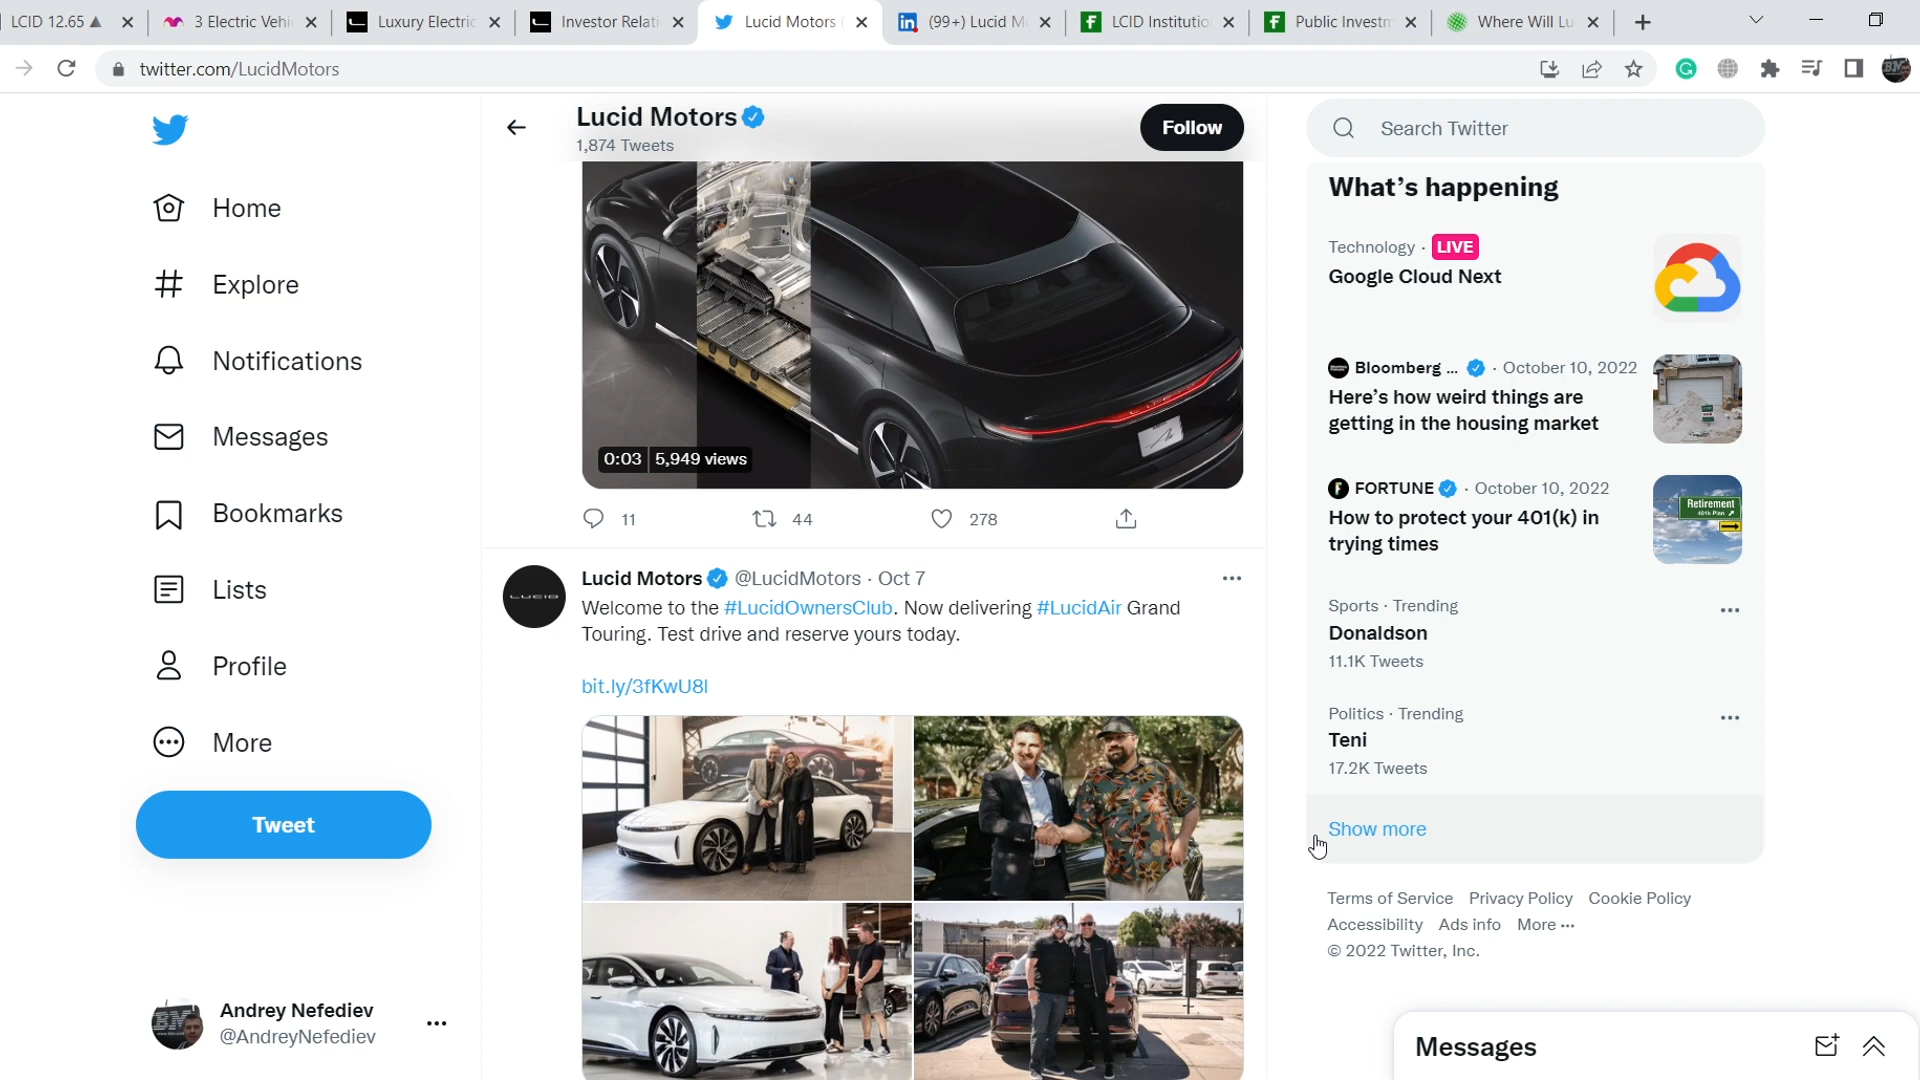 LCID 12.65
3 Electric Vehic
Luxury Electric
Investor Relati
Lucid Motors (
(99+) Lucid M
LCID Institutio
Public Investm
Where Will Lu
twitter.com/LucidMotors
Home
Explore
Notifications
Messages
Bookmarks
Lists
Profile
More
Tweet
Andrey Nefediev
@AndreyNefediev
Lucid Motors
1,874 Tweets
Follow
0:03 5,949 views
11 44 278
LUCID
Lucid Motors @LucidMotors · Oct 7
Welcome to the #LucidOwnersClub. Now delivering #LucidAir Grand
Touring. Test drive and reserve yours today.
bit.ly/3fKwU8l
Search Twitter
What's happening
Technology · LIVE
Google Cloud Next
Bloomberg ... · October 10, 2022
Here's how weird things are
getting in the housing market
FORTUNE · October 10, 2022
How to protect your 401(k) in
trying times
Retirement
401k Plan
Sports · Trending
Donaldson
11.1K Tweets
Politics · Trending
Teni
17.2K Tweets
Show more
Terms of Service Privacy Policy Cookie Policy
Accessibility Ads info More ···
© 2022 Twitter, Inc.
Messages